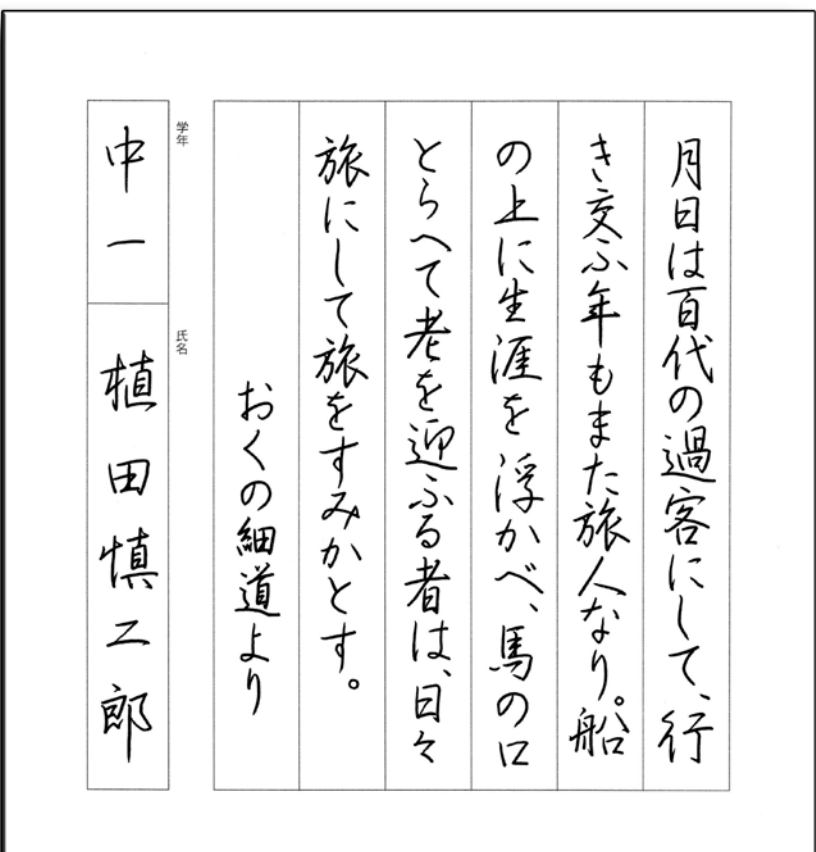 月日は百代の過客にして、行
き交ふ年もまた旅人なり。船
の上に生涯を浮かべ、馬の口
とらへて老を迎ふる者は、日々
旅にして旅をすみかとす。
おくの細道より
学年
中一
氏名
植田慎二郎